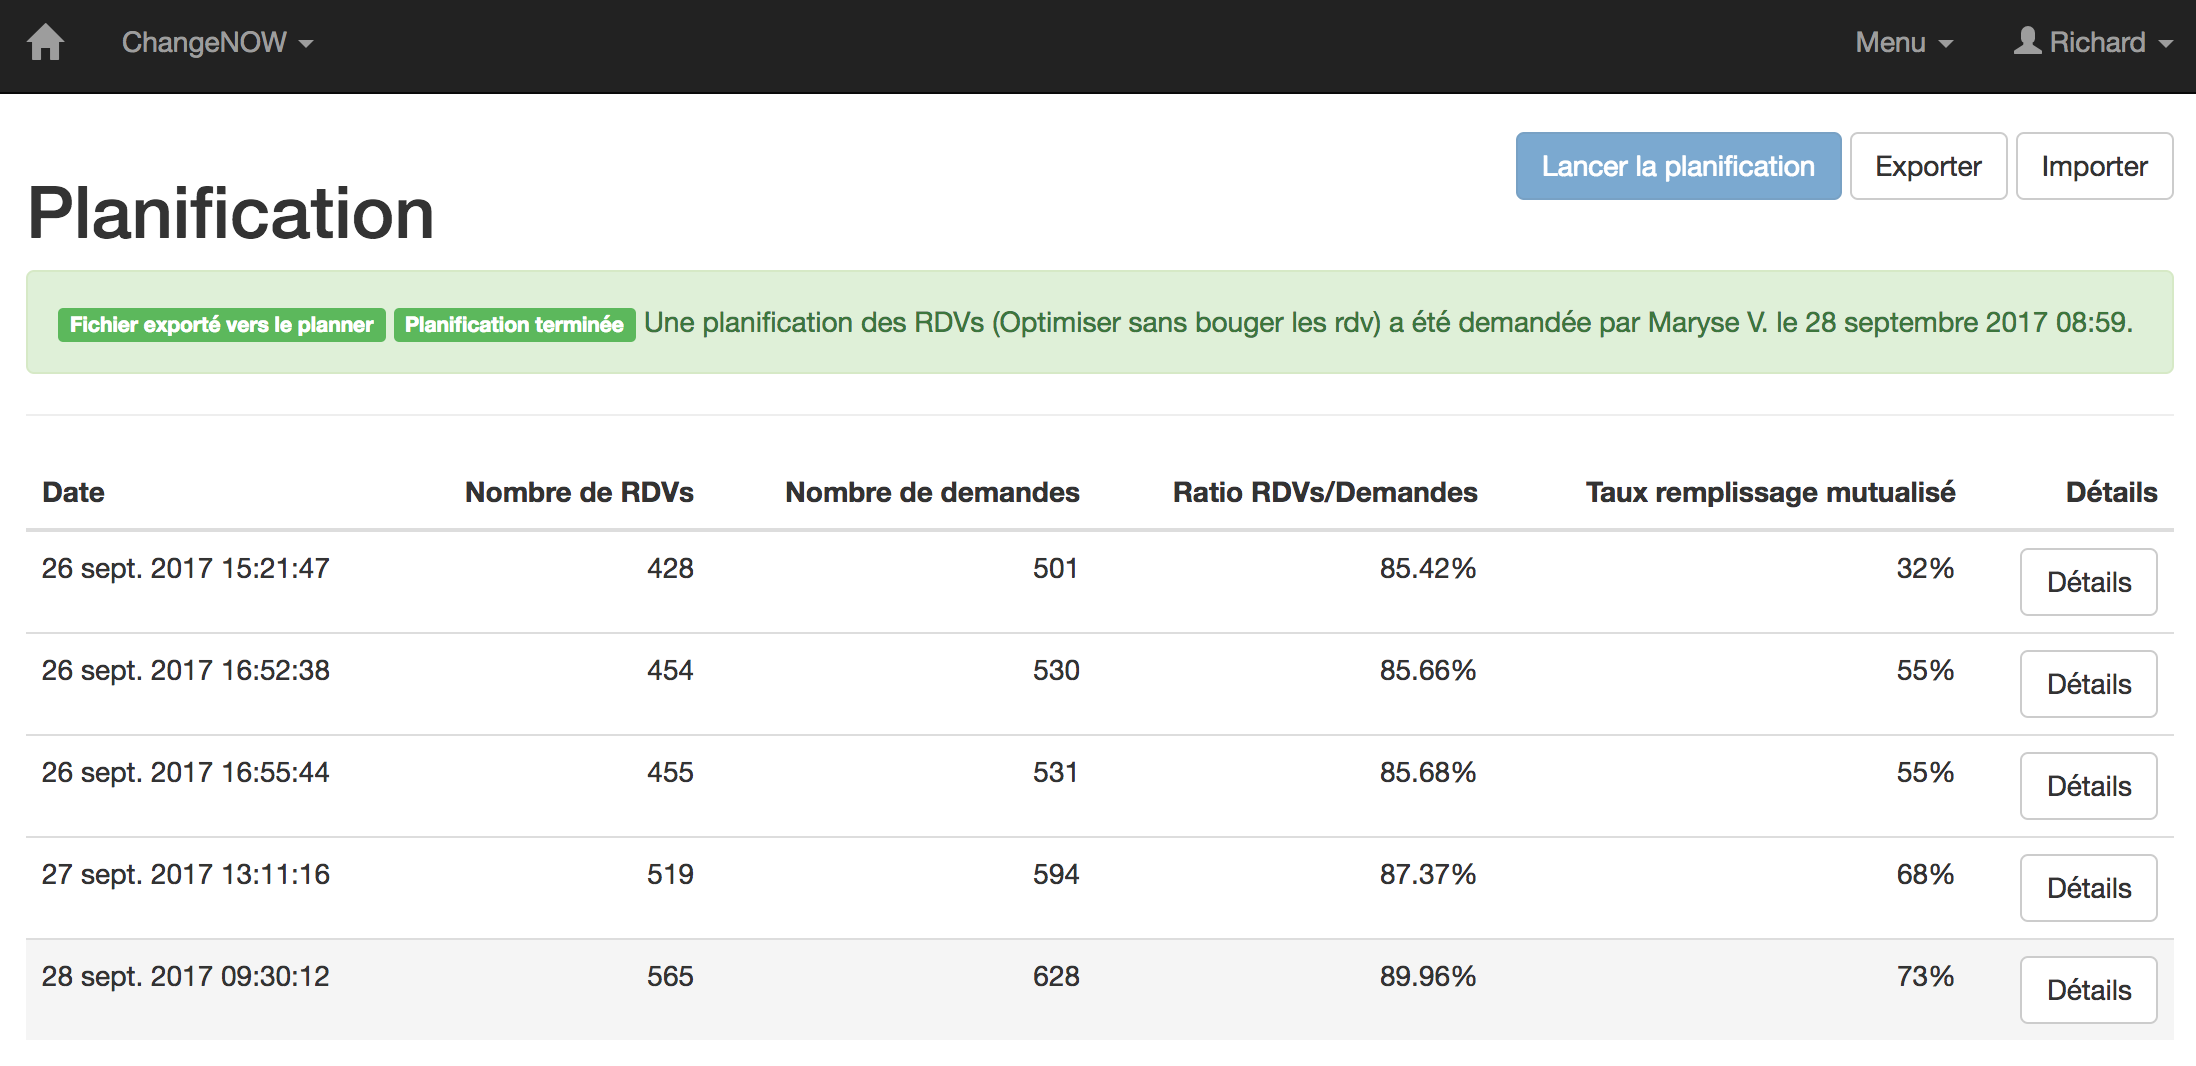 ChangeNOW Menu Richard
Lancer la planification Exporter Importer
Planification
Fichier exporté vers le planner Planification terminée Une planification des RDVs (Optimiser sans bouger les rdv) a été demandée par Maryse V. le 28 septembre 2017 08:59.
Date Nombre de RDVs Nombre de demandes Ratio RDVs/Demandes Taux remplissage mutualisé Détails
26 sept. 2017 15:21:47 428 501 85.42% 32% Détails
26 sept. 2017 16:52:38 454 530 85.66% 55% Détails
26 sept. 2017 16:55:44 455 531 85.68% 55% Détails
27 sept. 2017 13:11:16 519 594 87.37% 68% Détails
28 sept. 2017 09:30:12 565 628 89.96% 73% Détails